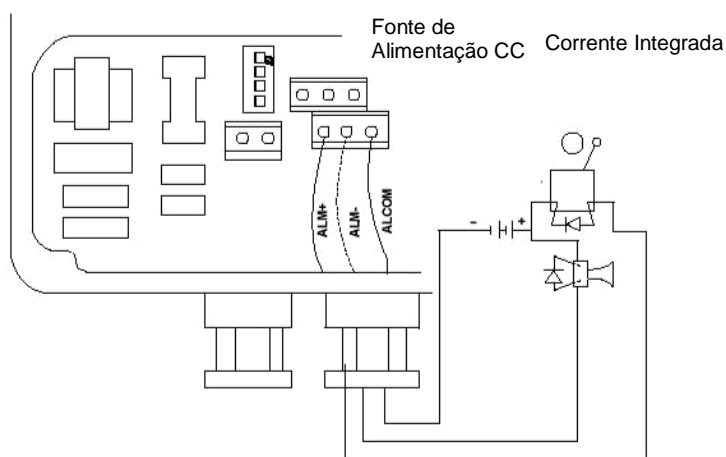 Fonte de
Alimentação CC
Corrente Integrada
ALM+
ALM-
ALCOM
- +